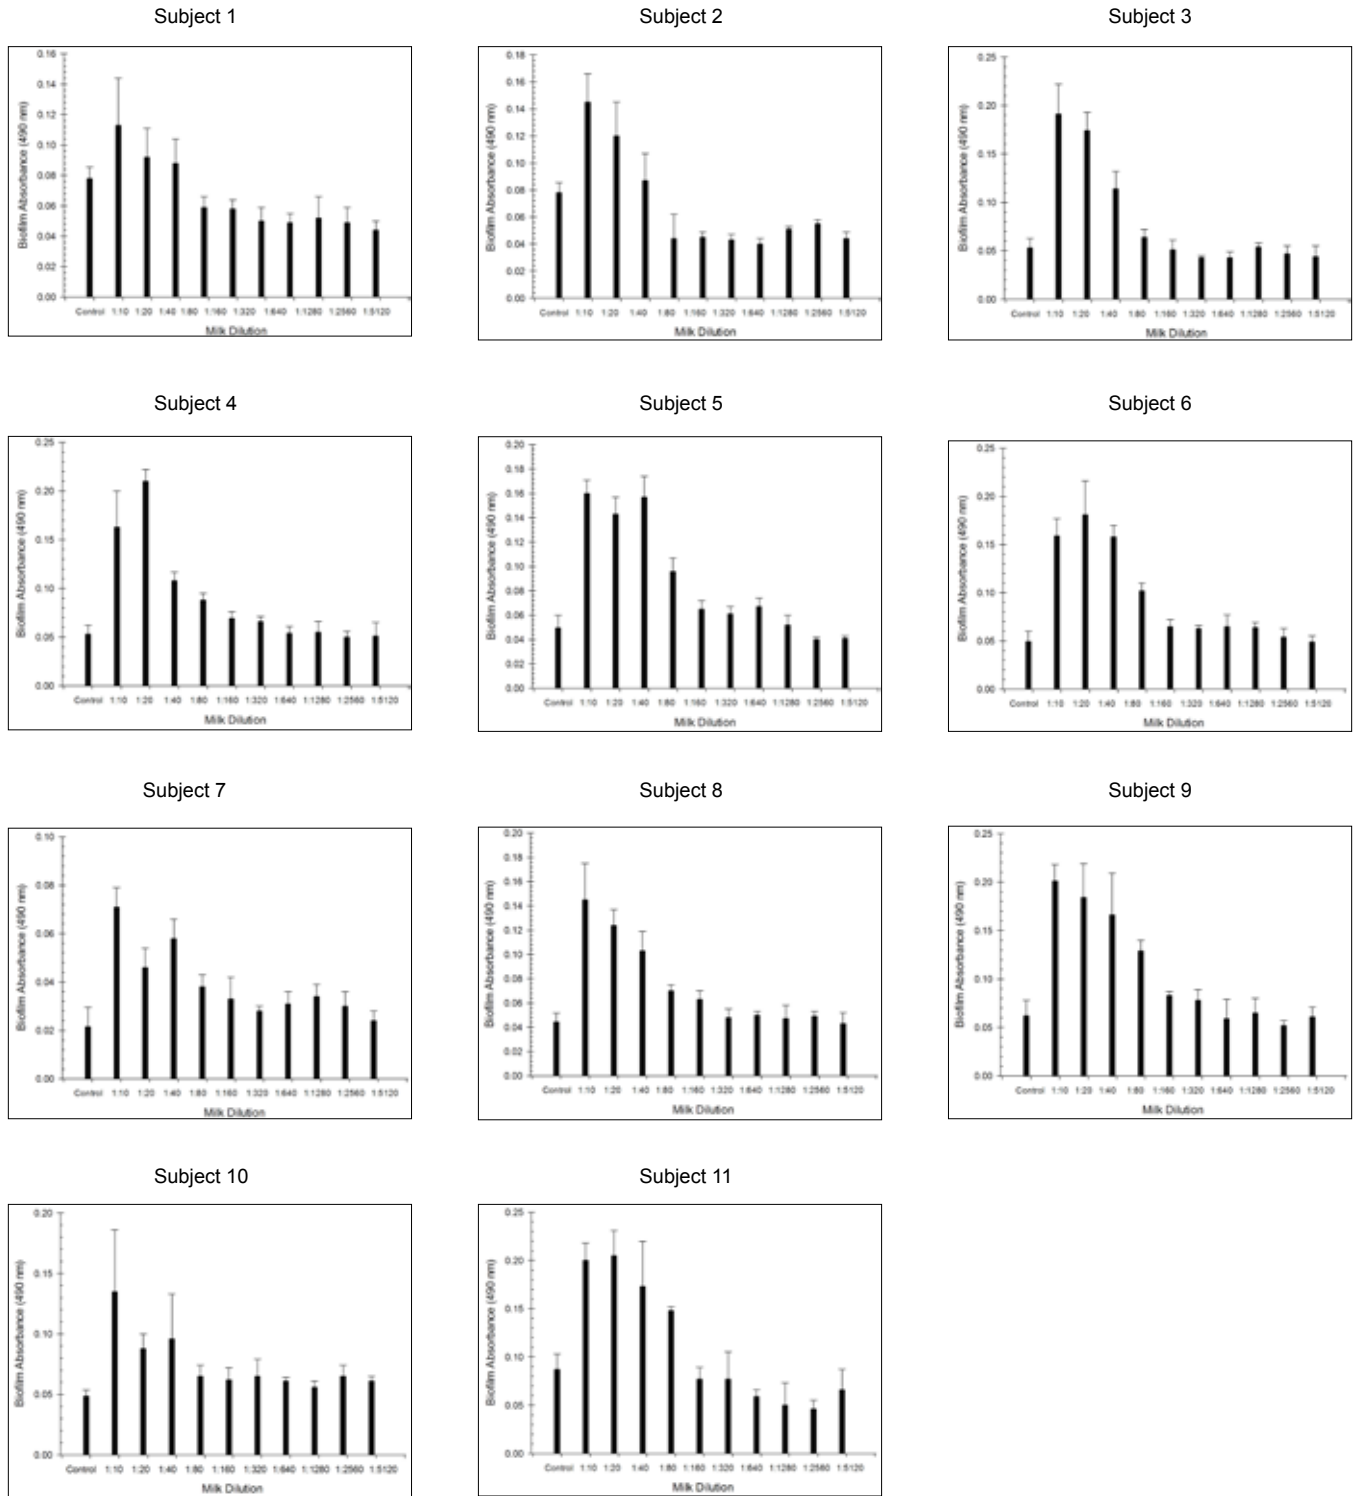 Subject 1
0.16
0.14
0.12
0.10
0.08
0.06
0.04
0.02
0.00
Biofilm Absorbance (490 nm)
Control 1:10 1:20 1:40 1:80 1:160 1:320 1:640 1:1280 1:2560 1:5120
Milk Dilution
Subject 2
0.18
0.16
0.14
0.12
0.10
0.08
0.06
0.04
0.02
0.00
Biofilm Absorbance (490 nm)
Control 1:10 1:20 1:40 1:80 1:160 1:320 1:640 1:1280 1:2560 1:5120
Milk Dilution
Subject 3
0.25
0.20
0.15
0.10
0.05
0.00
Biofilm Absorbance (490 nm)
Control 1:10 1:20 1:40 1:80 1:160 1:320 1:640 1:1280 1:2560 1:5120
Milk Dilution
Subject 4
0.25
0.20
0.15
0.10
0.05
0.00
Biofilm Absorbance (490 nm)
Control 1:10 1:20 1:40 1:80 1:160 1:320 1:640 1:1280 1:2560 1:5120
Milk Dilution
Subject 5
0.20
0.18
0.16
0.14
0.12
0.10
0.08
0.06
0.04
0.02
0.00
Biofilm Absorbance (490 nm)
Control 1:10 1:20 1:40 1:80 1:160 1:320 1:640 1:1280 1:2560 1:5120
Milk Dilution
Subject 6
0.25
0.20
0.15
0.10
0.05
0.00
Biofilm Absorbance (490 nm)
Control 1:10 1:20 1:40 1:80 1:160 1:320 1:640 1:1280 1:2560 1:5120
Milk Dilution
Subject 7
0.10
0.08
0.06
0.04
0.02
0.00
Biofilm Absorbance (490 nm)
Control 1:10 1:20 1:40 1:80 1:160 1:320 1:640 1:1280 1:2560 1:5120
Milk Dilution
Subject 8
0.20
0.18
0.16
0.14
0.12
0.10
0.08
0.06
0.04
0.02
0.00
Biofilm Absorbance (490 nm)
Control 1:10 1:20 1:40 1:80 1:160 1:320 1:640 1:1280 1:2560 1:5120
Milk Dilution
Subject 9
0.25
0.20
0.15
0.10
0.05
0.00
Biofilm Absorbance (490 nm)
Control 1:10 1:20 1:40 1:80 1:160 1:320 1:640 1:1280 1:2560 1:5120
Milk Dilution
Subject 10
0.20
0.15
0.10
0.05
0.00
Biofilm Absorbance (490 nm)
Control 1:10 1:20 1:40 1:80 1:160 1:320 1:640 1:1280 1:2560 1:5120
Milk Dilution
Subject 11
0.25
0.20
0.15
0.10
0.05
0.00
Biofilm Absorbance (490 nm)
Control 1:10 1:20 1:40 1:80 1:160 1:320 1:640 1:1280 1:2560 1:5120
Milk Dilution